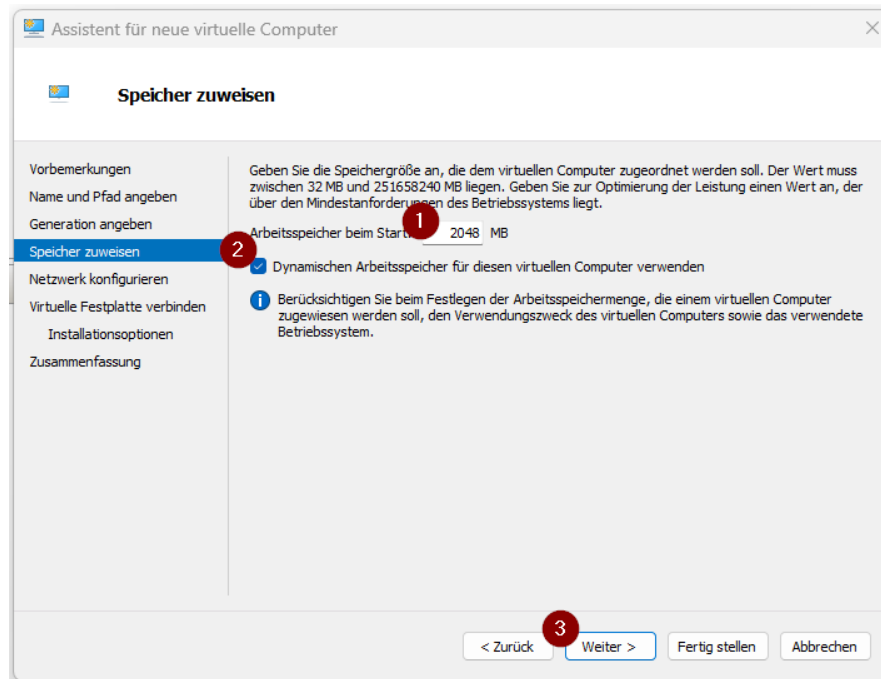 Assistent für neue virtuelle Computer
Speicher zuweisen
Vorbemerkungen
Name und Pfad angeben
Generation angeben
Speicher zuweisen
Netzwerk konfigurieren
Virtuelle Festplatte verbinden
Installationsoptionen
Zusammenfassung
Geben Sie die Speichergröße an, die dem virtuellen Computer zugeordnet werden soll. Der Wert muss
zwischen 32 MB und 251658240 MB liegen. Geben Sie zur Optimierung der Leistung einen Wert an, der
über den Mindestanforderungen des Betriebssystems liegt.
1
Arbeitsspeicher beim Start: 2048 MB
2
Dynamischen Arbeitsspeicher für diesen virtuellen Computer verwenden
Berücksichtigen Sie beim Festlegen der Arbeitsspeichermenge, die einem virtuellen Computer
zugewiesen werden soll, den Verwendungszweck des virtuellen Computers sowie das verwendete
Betriebssystem.
3
< Zurück Weiter > Fertig stellen Abbrechen